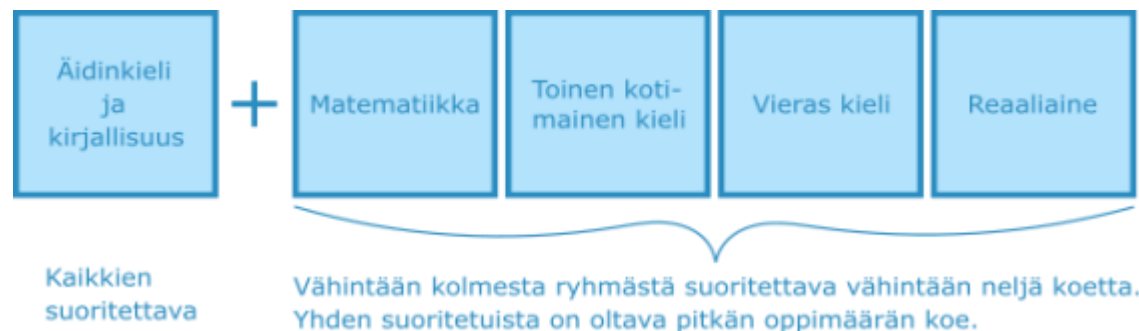 Äidinkieli
ja
kirjallisuus
+
Matematiikka
Toinen koti-
mainen kieli
Vieras kieli
Reaaliaine
Kaikkien
suoritettava
Vähintään kolmesta ryhmästä suoritettava vähintään neljä koetta.
Yhden suoritetuista on oltava pitkän oppimäärän koe.